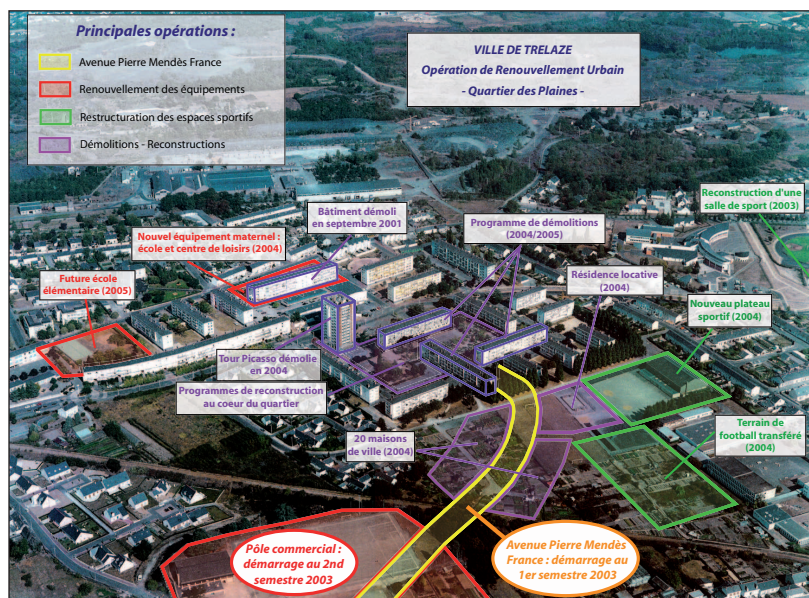 Principales opérations :
Avenue Pierre Mendès France
Renouvellement des équipements
Restructuration des espaces sportifs
Démolitions - Reconstructions
VILLE DE TRELAZE
Opération de Renouvellement Urbain
- Quartier des Plaines -
Reconstruction d'une
salle de sport (2003)
Bâtiment démoli
en septembre 2001
Programme de démolitions
(2004/2005)
Nouvel équipement maternel :
école et centre de loisirs (2004)
Résidence locative
(2004)
Future école
élémentaire (2005)
Nouveau plateau
sportif (2004)
Tour Picasso démolie
en 2004
Programmes de reconstruction
au coeur du quartier
20 maisons
de ville (2004)
Terrain de
football transféré
(2004)
Pôle commercial :
démarrage au 2nd
semestre 2003
Avenue Pierre Mendès
France : démarrage au
1er semestre 2003